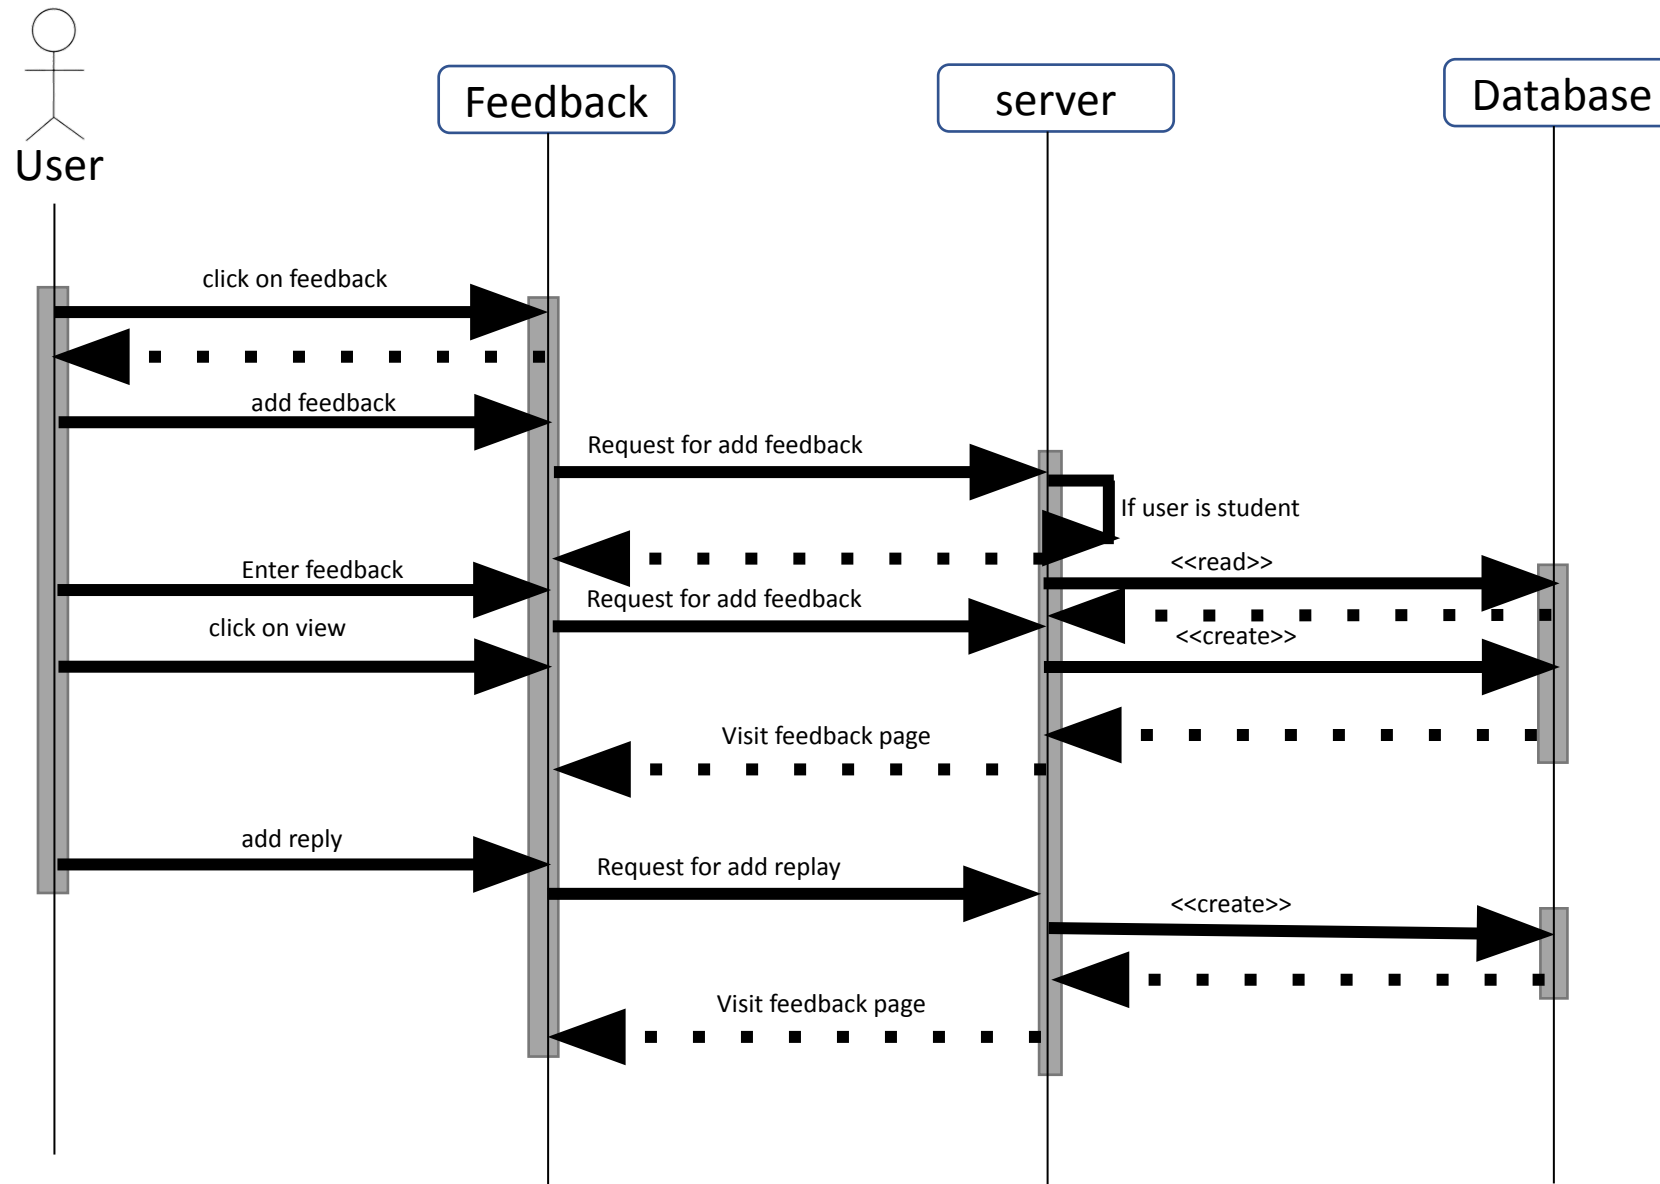 User
Feedback
server
Database
click on feedback
add feedback
Request for add feedback
If user is student
<<read>>
Enter feedback
Request for add feedback
click on view
<<create>>
Visit feedback page
add reply
Request for add replay
<<create>>
Visit feedback page